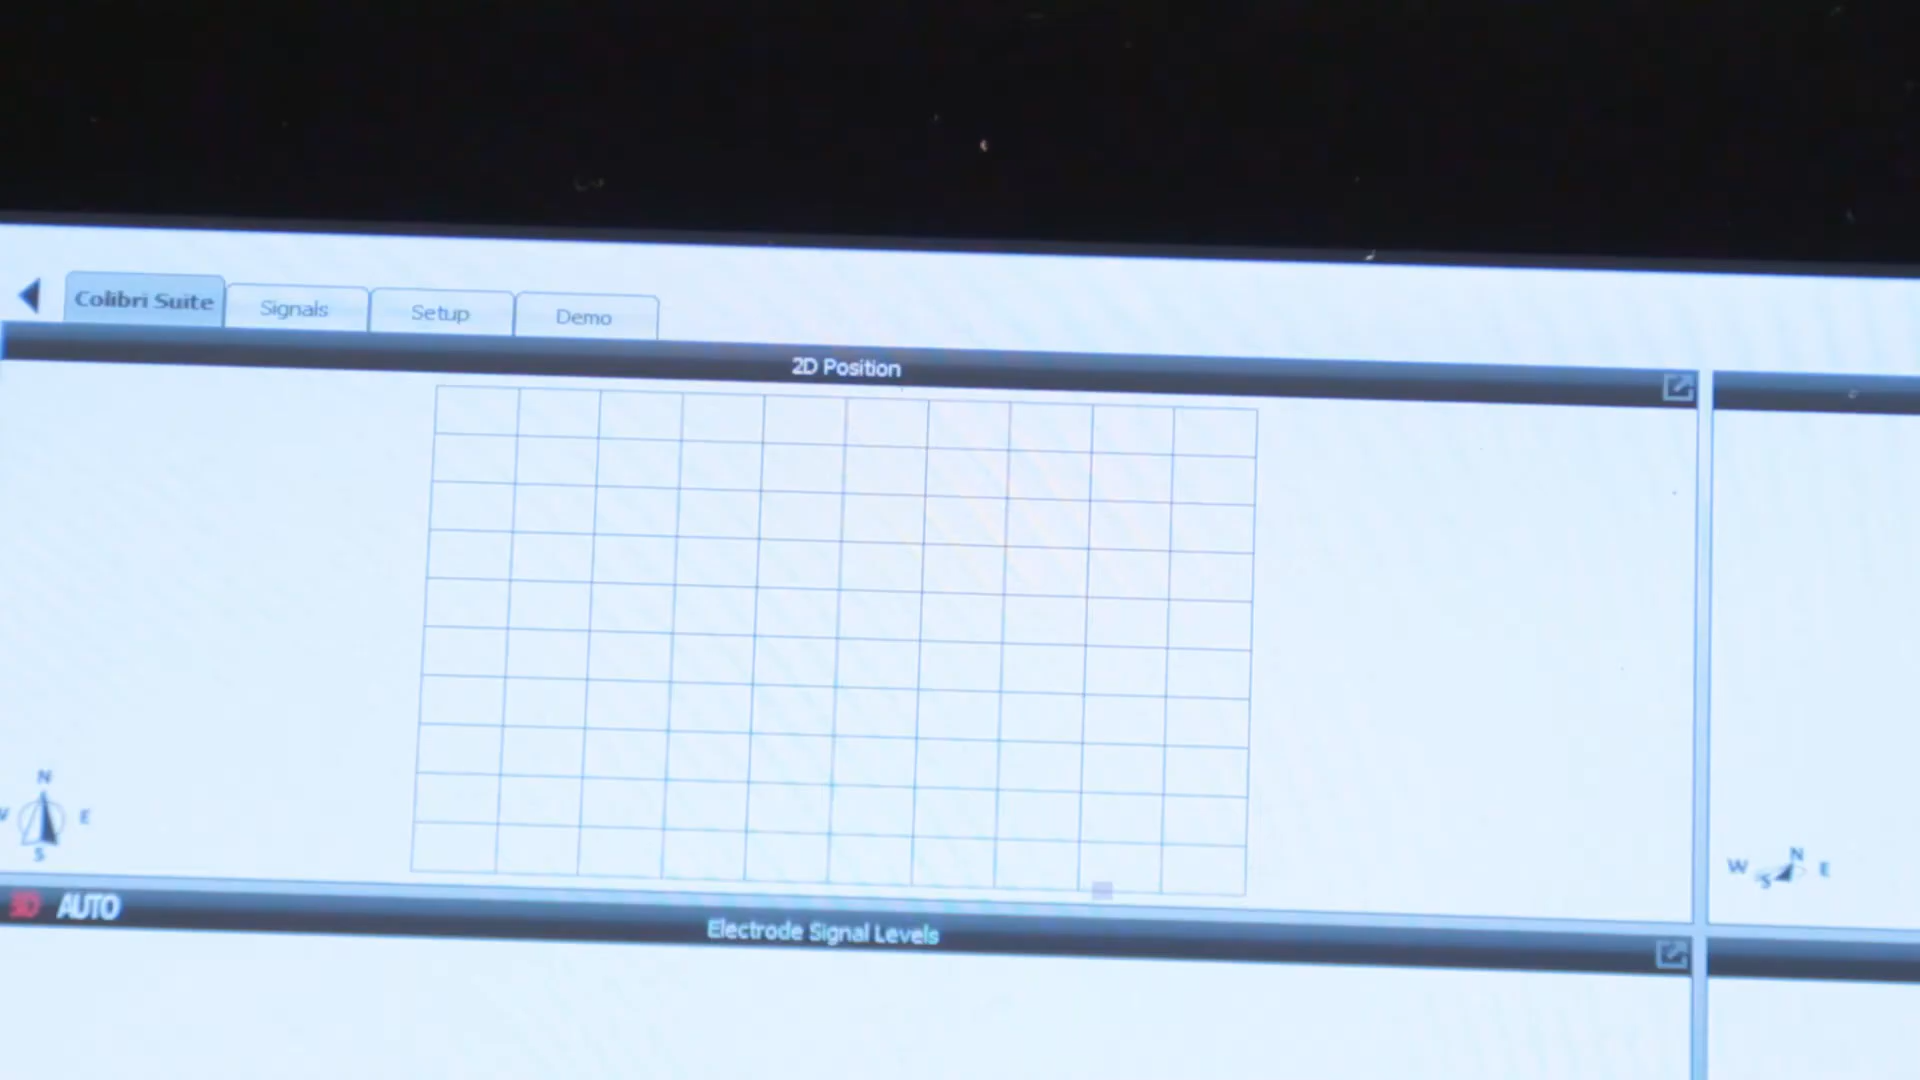 Colibri Suite
Signals
Setup
Demo
2D Position
N
E
S
W
N
E
S
AUTO
Electrode Signal Levels